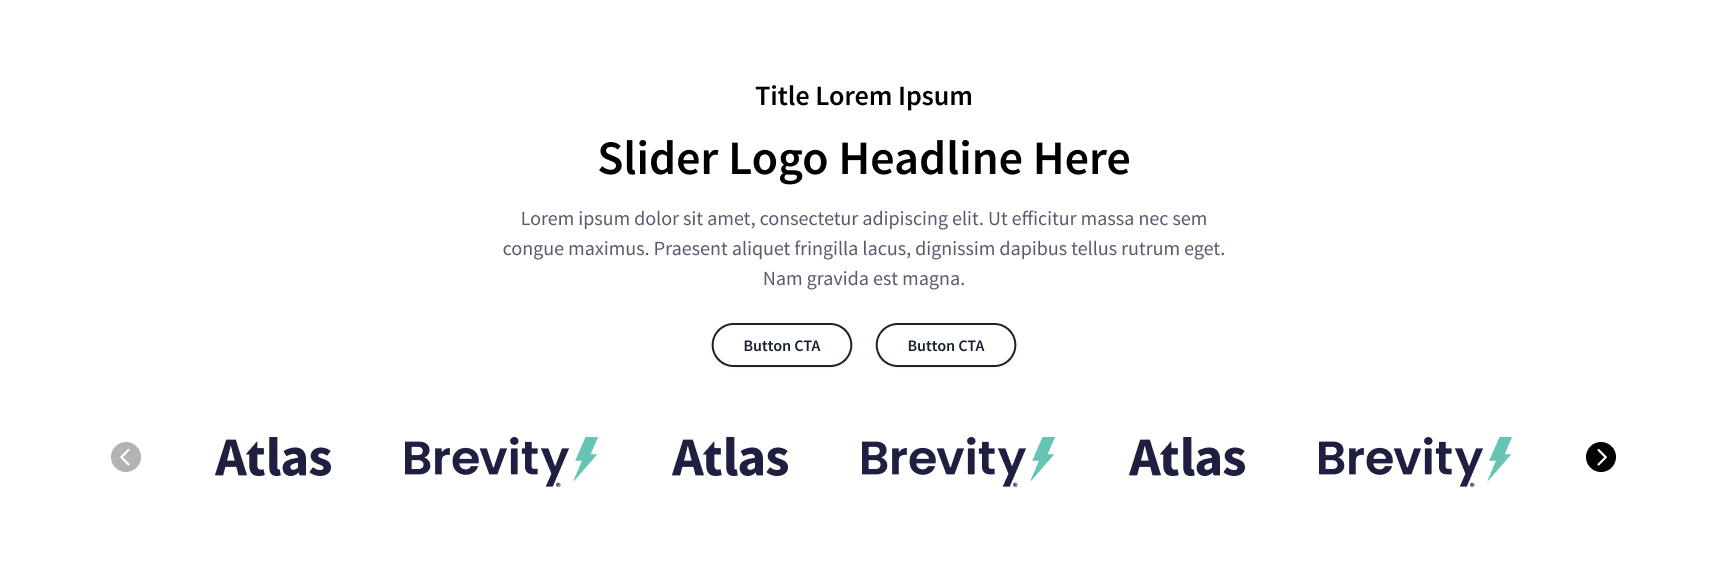 Title Lorem Ipsum
Slider Logo Headline Here
Lorem ipsum dolor sit amet, consectetur adipiscing elit. Ut efficitur massa nec sem
congue maximus. Praesent aliquet fringilla lacus, dignissim dapibus tellus rutrum eget.
Nam gravida est magna.
Button CTA Button CTA
Atlas Brevity® Atlas Brevity® Atlas Brevity®